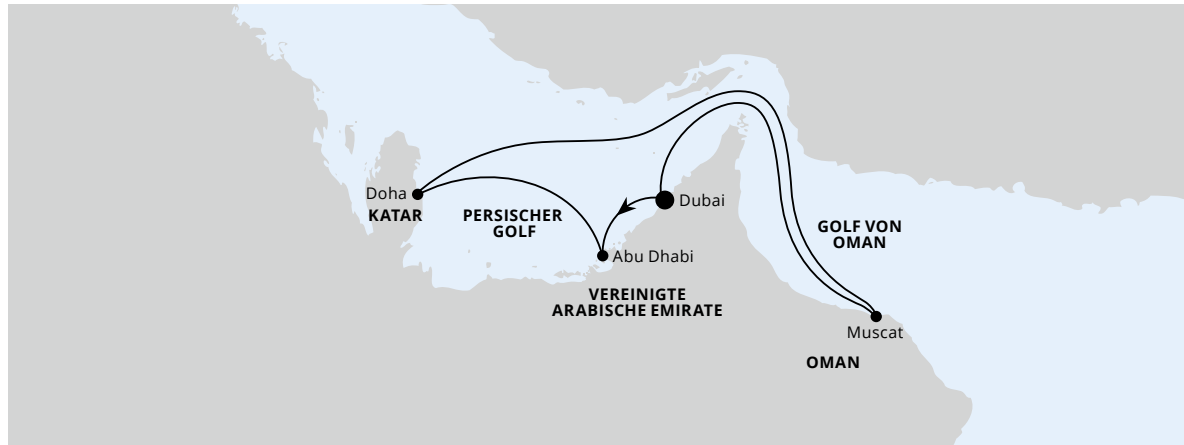 Doha
KATAR
PERSISCHER
GOLF
Dubai
Abu Dhabi
GOLF VON
OMAN
VEREINIGTE
ARABISCHE EMIRATE
Muscat
OMAN